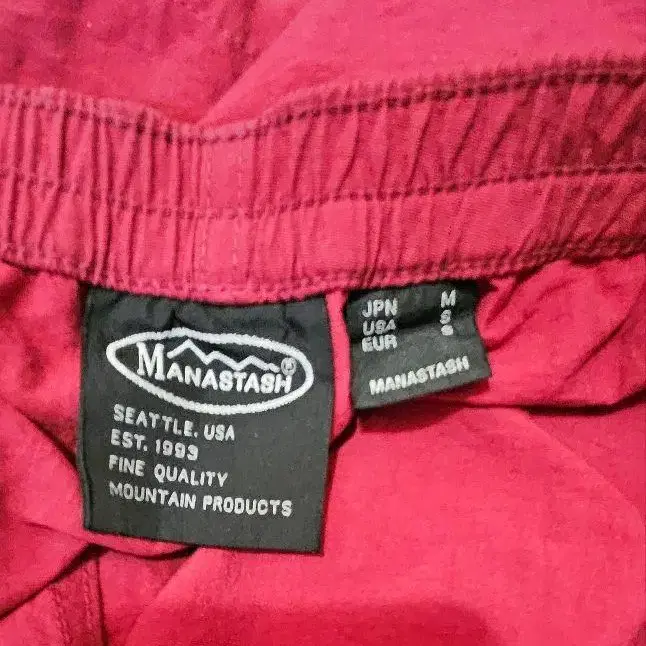 MANASTASH®
SEATTLE, USA
EST. 1993
FINE QUALITY
MOUNTAIN PRODUCTS
JPN M
USA S
EUR S
MANASTASH